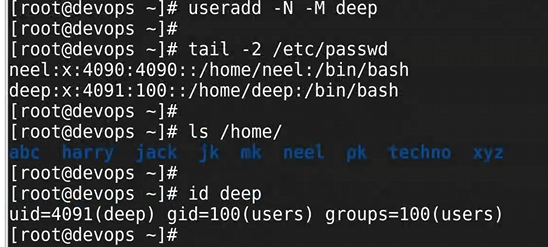 [root@devops ~]# useradd -N -M deep
[root@devops ~]#
[root@devops ~]# tail -2 /etc/passwd
neel:x:4090:4090::/home/neel:/bin/bash
deep:x:4091:100::/home/deep:/bin/bash
[root@devops ~]#
[root@devops ~]# ls /home/
abc harry jack jk mk neel pk techno xyz
[root@devops ~]#
[root@devops ~]# id deep
uid=4091(deep) gid=100(users) groups=100(users)
[root@devops ~]#